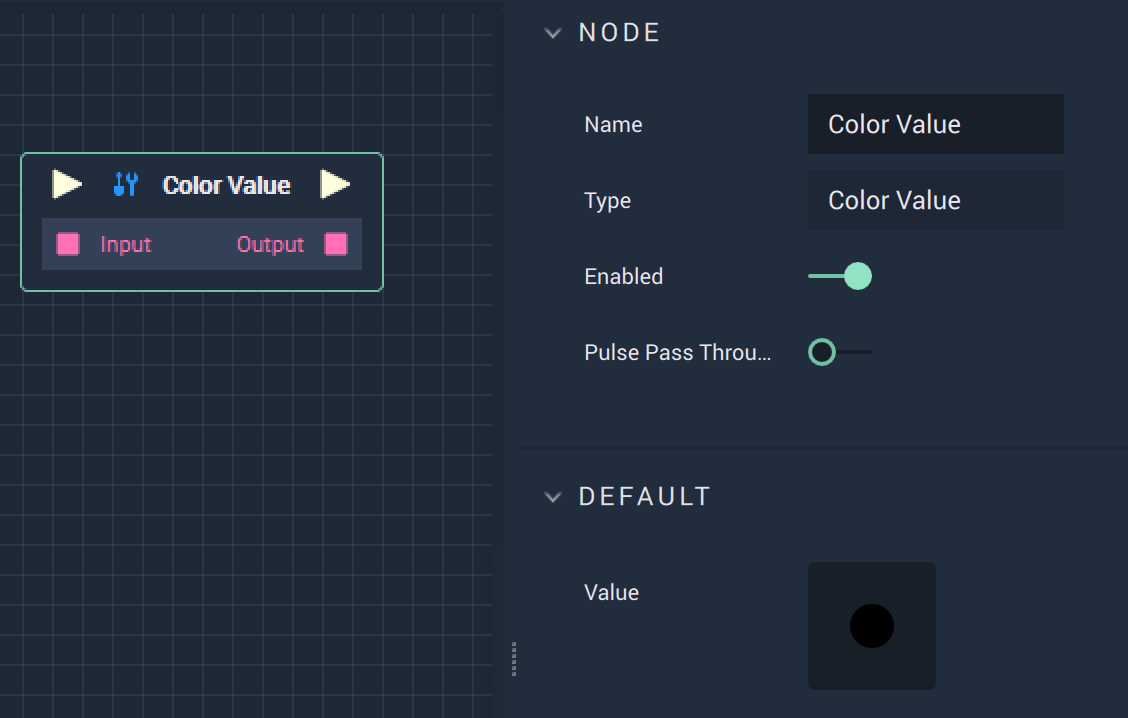 Color Value
Input Output
NODE
Name Color Value
Type Color Value
Enabled
Pulse Pass Throu...
DEFAULT
Value